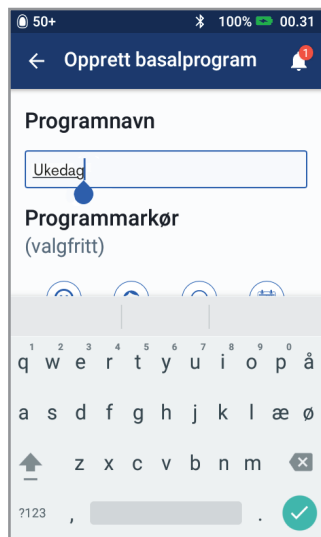 50+ 100% 00.31
Opprett basalprogram 1
Programnavn
Ukedag
Programmarkør
(valgfritt)
1 2 3 4 5 6 7 8 9 0
q w e r t y u i o p å
a s d f g h j k l æ ø
z x c v b n m
?123 , .